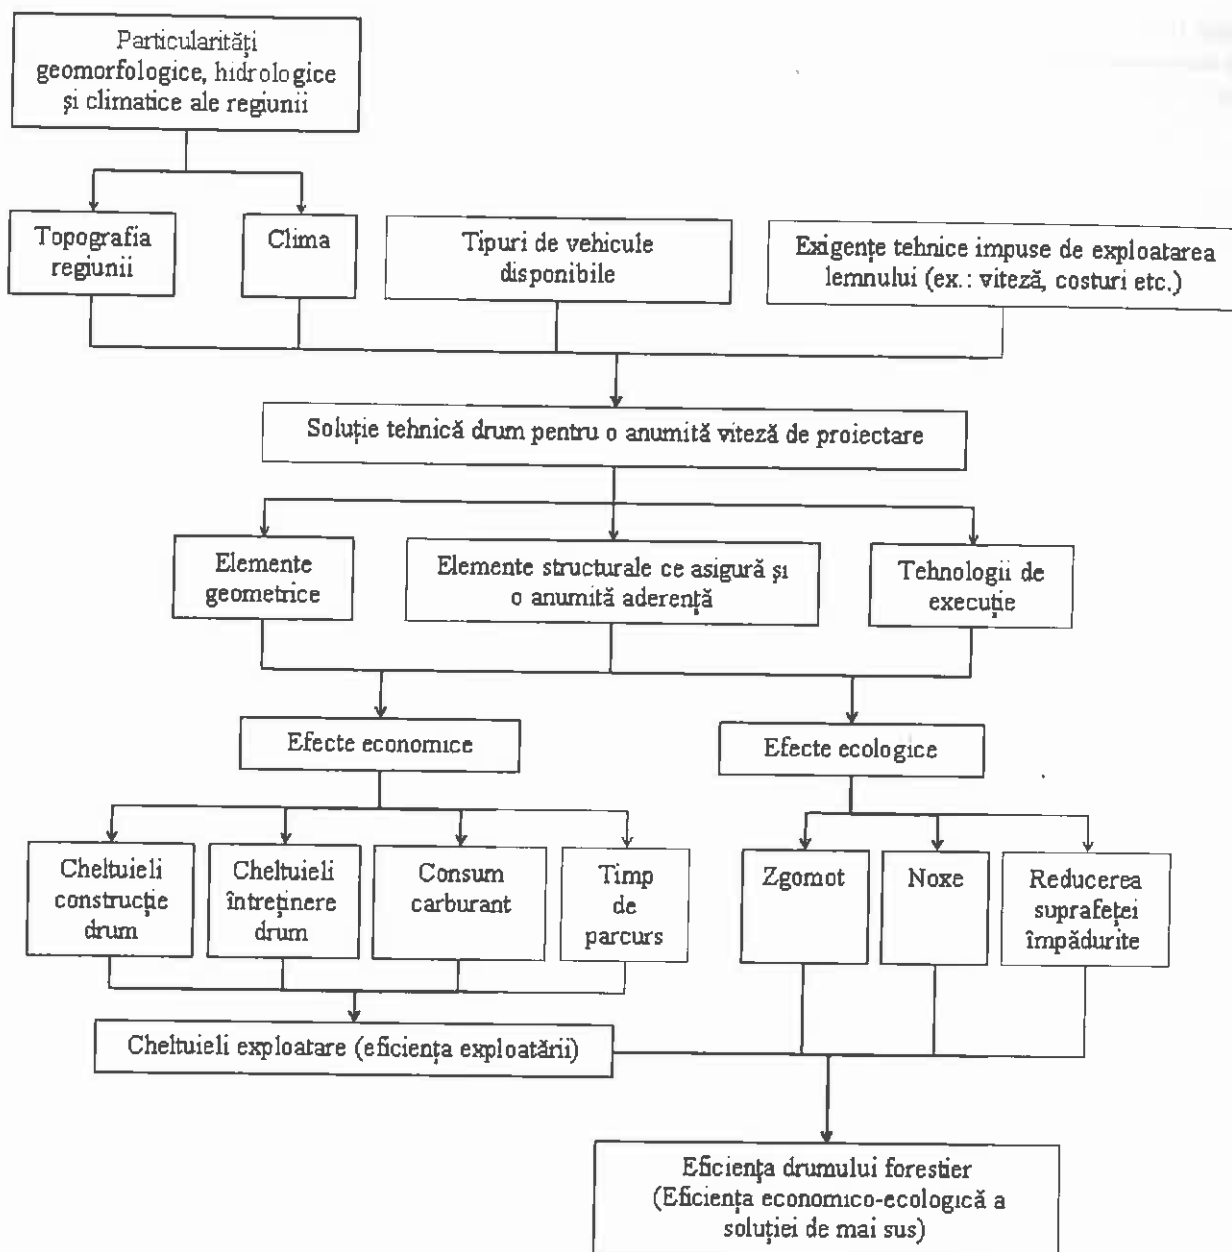 Particularități
geomorfologice, hidrologice
și climatice ale regiunii
Topografia
regiunii
Clima
Tipuri de vehicule
disponibile
Exigențe tehnice impuse de exploatarea
lemnului (ex.: viteză, costuri etc.)
Soluție tehnică drum pentru o anumită viteză de proiectare
Elemente
geometrice
Elemente structurale ce asigură și
o anumită aderență
Tehnologii de
execuție
Efecte economice
Efecte ecologice
Cheltuieli
construcție
drum
Cheltuieli
întreținere
drum
Consum
carburant
Timp
de
parcurs
Zgomot
Noxe
Reducerea
suprafeței
împădurite
Cheltuieli exploatare (eficiența exploatării)
Eficiența drumului forestier
(Eficiența economico-ecologică a
soluției de mai sus)